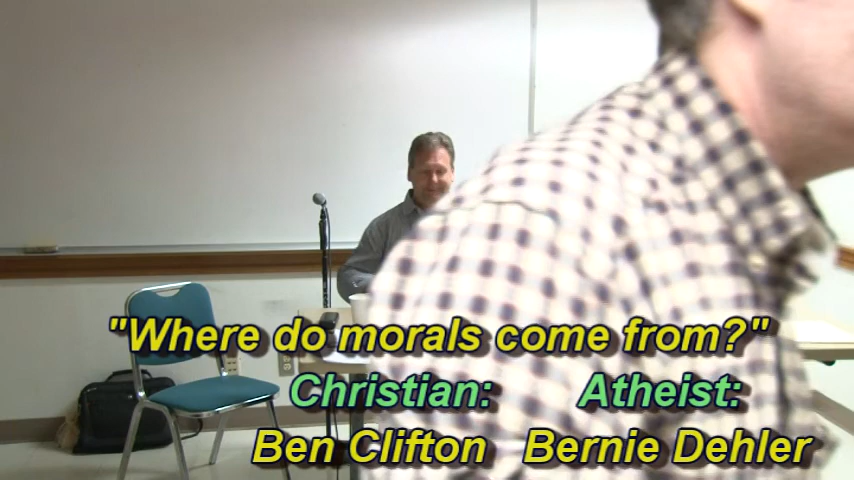 "Where do morals come from?"
Christian: Atheist:
Ben Clifton Bernie Dehler